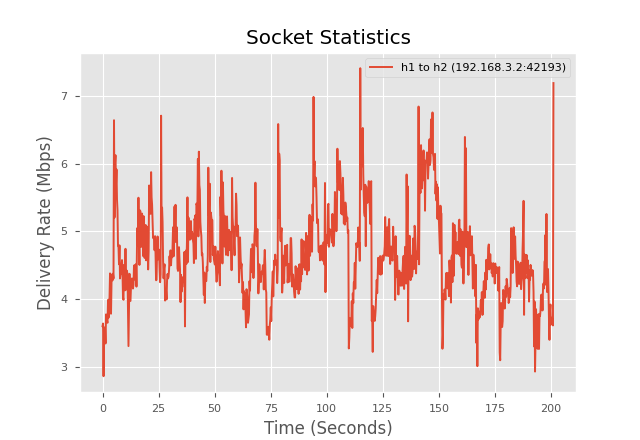 Socket Statistics
h1 to h2 (192.168.3.2:42193)
Delivery Rate (Mbps)
7
6
5
4
3
0 25 50 75 100 125 150 175 200
Time (Seconds)